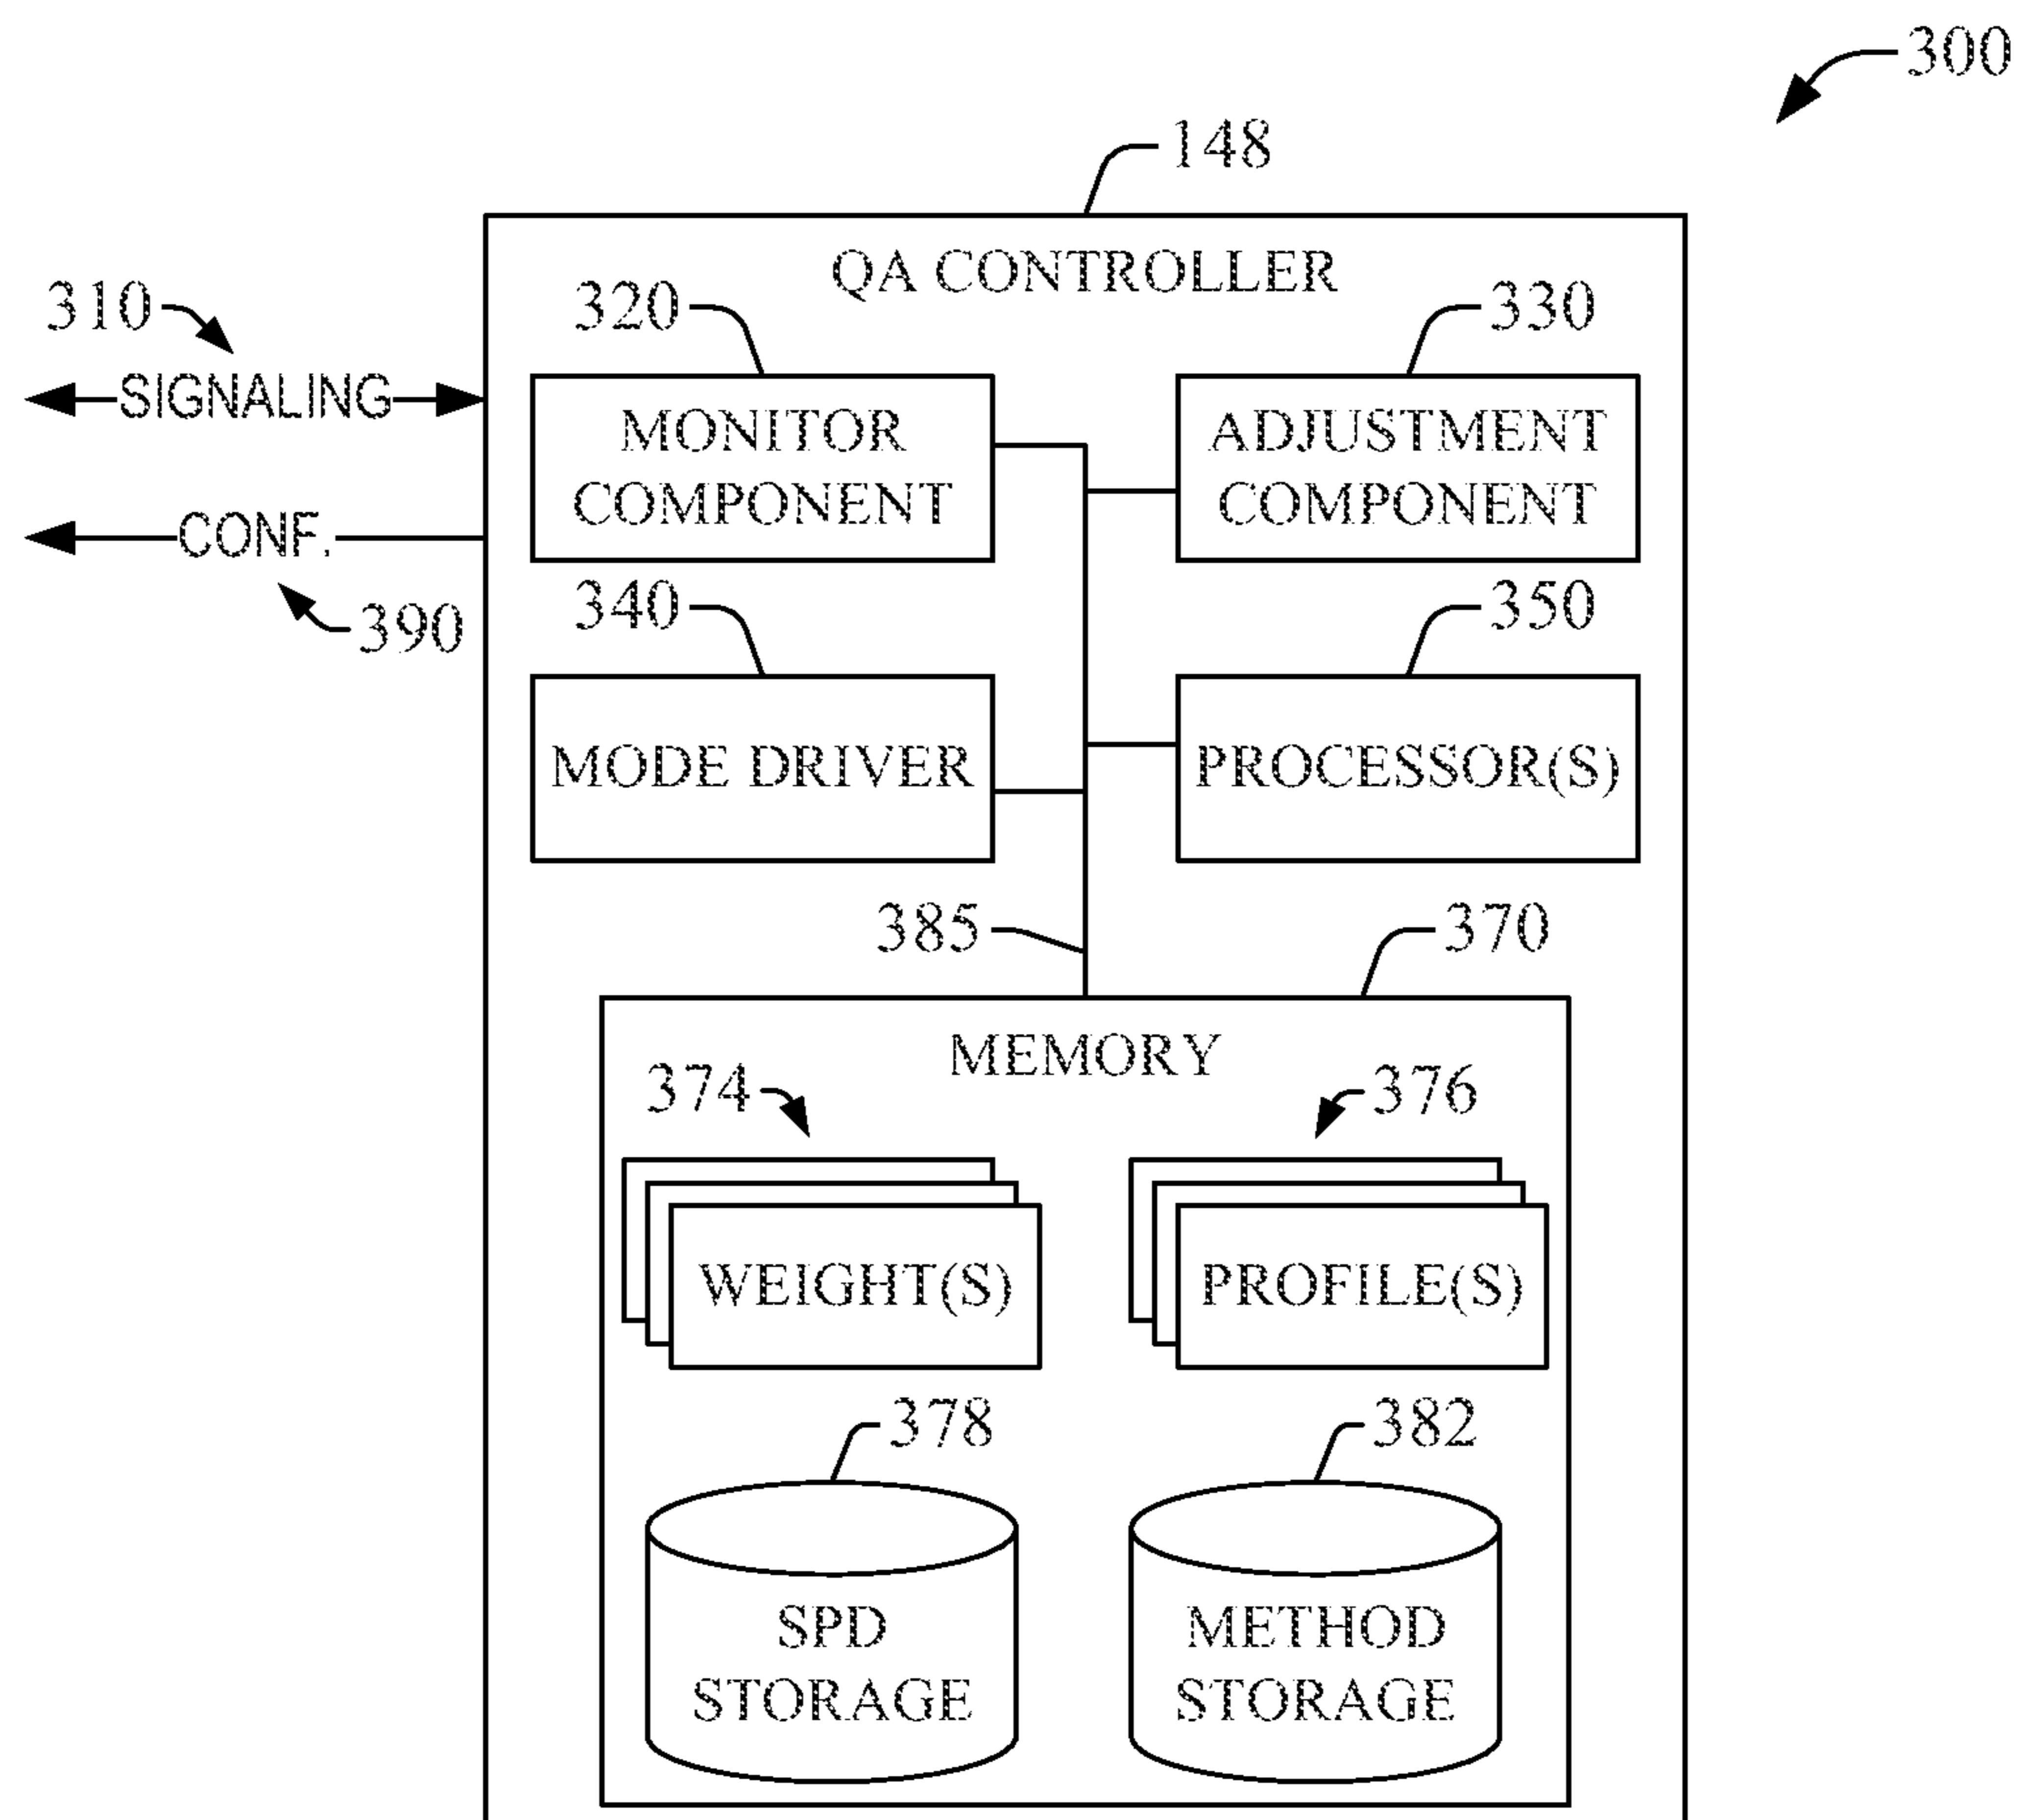 300
148
QA CONTROLLER
310
320
330
SIGNALING
MONITOR
COMPONENT
ADJUSTMENT
COMPONENT
CONF.
390
340
350
MODE DRIVER
PROCESSOR(S)
385
370
MEMORY
374
376
WEIGHT(S)
PROFILE(S)
378
382
SPD
STORAGE
METHOD
STORAGE